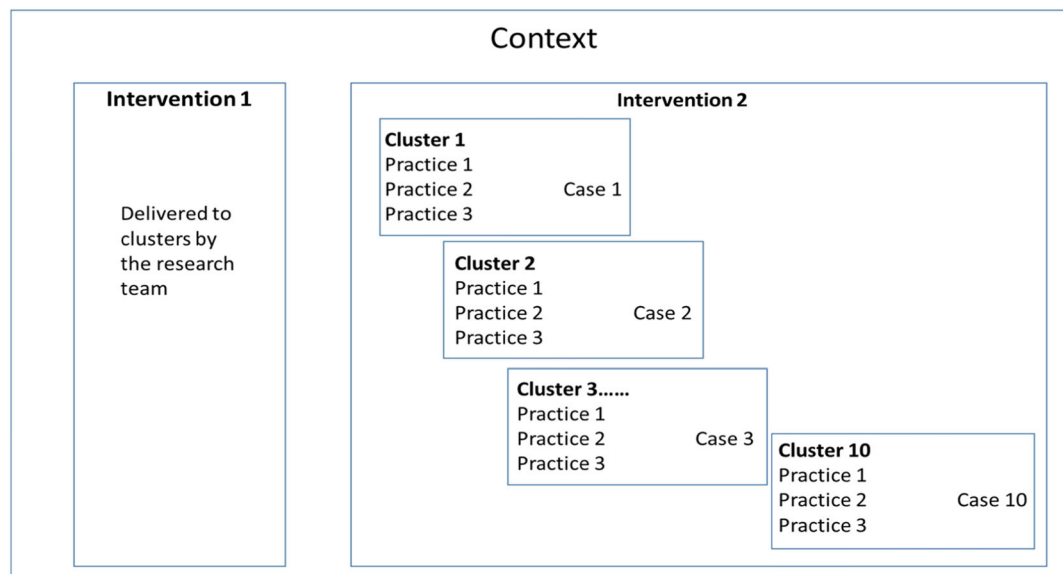 Context
Intervention 1
Delivered to
clusters by
the research
team
Intervention 2
Cluster 1
Practice 1
Practice 2 Case 1
Practice 3
Cluster 2
Practice 1
Practice 2 Case 2
Practice 3
Cluster 3......
Practice 1
Practice 2 Case 3
Practice 3
Cluster 10
Practice 1
Practice 2 Case 10
Practice 3